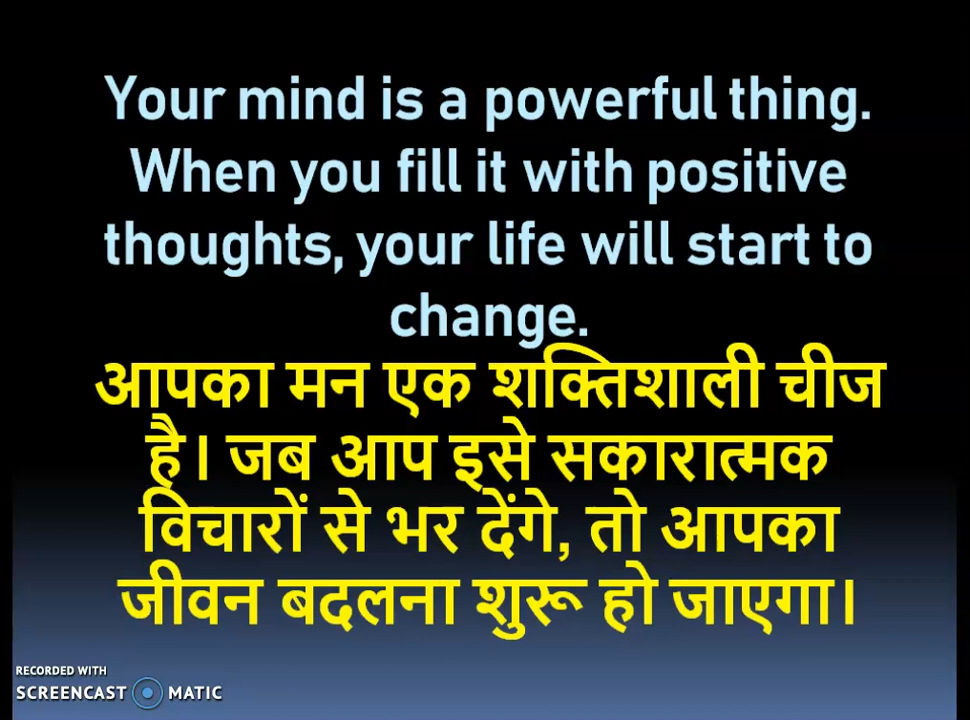 Your mind is a powerful thing.
When you fill it with positive
thoughts, your life will start to
change.
आपका मन एक शक्तिशाली चीज
है। जब आप इसे सकारात्मक
विचारों से भर देंगे, तो आपका
जीवन बदलना शुरू हो जाएगा।
RECORDED WITH
SCREENCAST MATIC